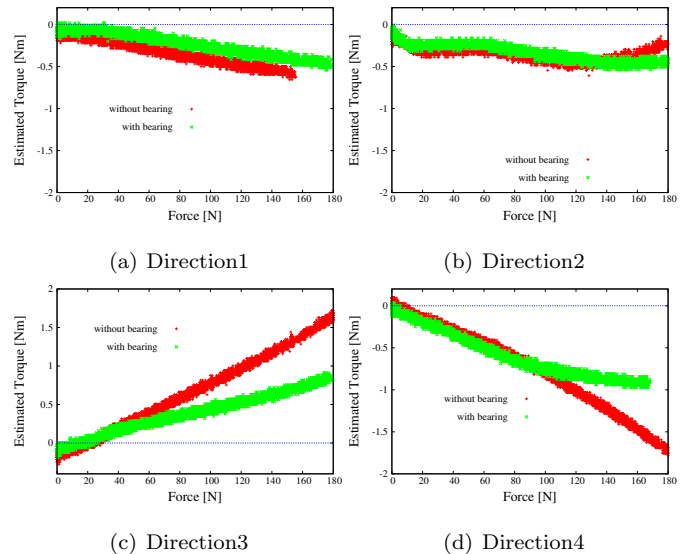 0
-0.5
-1
-1.5
-2
Estimated Torque [Nm]
without bearing
with bearing
0 20 40 60 80 100 120 140 160 180
Force [N]
(a) Direction1
0
-0.5
-1
-1.5
-2
Estimated Torque [Nm]
without bearing
with bearing
0 20 40 60 80 100 120 140 160 180
Force [N]
(b) Direction2
2
1.5
1
0.5
0
-0.5
Estimated Torque [Nm]
without bearing
with bearing
0 20 40 60 80 100 120 140 160 180
Force [N]
(c) Direction3
0
-0.5
-1
-1.5
-2
Estimated Torque [Nm]
without bearing
with bearing
0 20 40 60 80 100 120 140 160 180
Force [N]
(d) Direction4